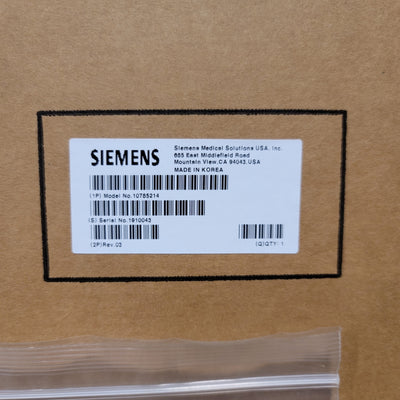 SIEMENS
Siemens Medical Solutions USA, Inc.
685 East Middlefield Road
Mountain View, CA 94043, USA
MADE IN KOREA
(1P) Model No.10785214
(S) Serial No.1910043
(2P)Rev.03
(Q)QTY: 1